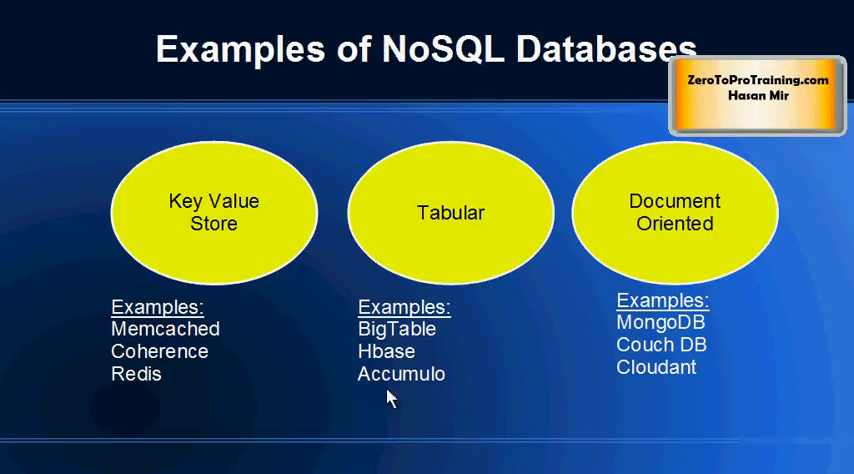 Examples of NoSQL Databases
ZeroToProTraining.com
Hasan Mir
Key Value
Store
Tabular
Document
Oriented
Examples:
Memcached
Coherence
Redis
Examples:
BigTable
Hbase
Accumulo
Examples:
MongoDB
Couch DB
Cloudant